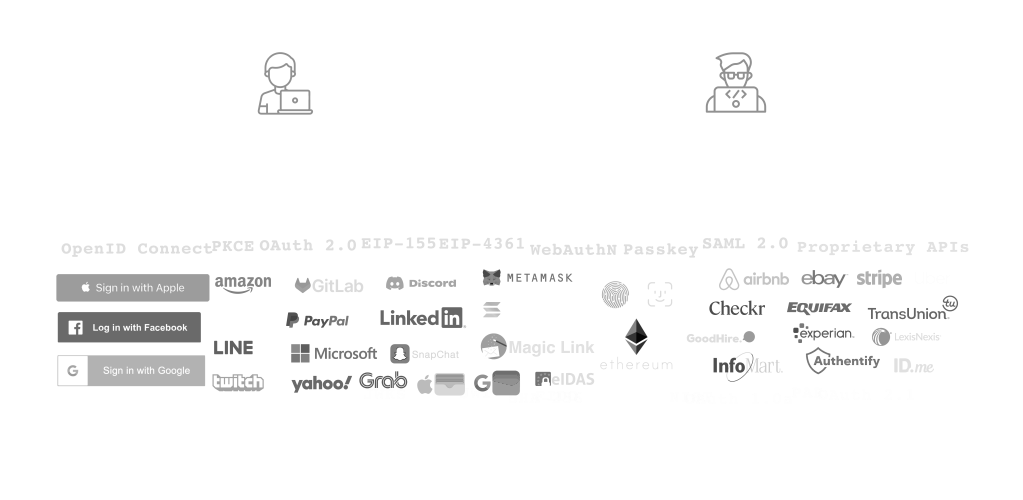 OpenID Connect PKCE OAuth 2.0 EIP-155 EIP-4361 WebAuthN Passkey SAML 2.0 Proprietary APIs
Sign in with Apple
amazon
GitLab
Discord
METAMASK
airbnb
ebay
stripe
Log in with Facebook
PayPal
Linked in
Checkr
EQUIFAX
TransUnion
tu
LINE
Microsoft
SnapChat
Magic Link
ethereum
GoodHire
experian.
LexisNexis
G Sign in with Google
twitch
yahoo!
Grab
G
eIDAS
InfoMart
Authentify
ID.me